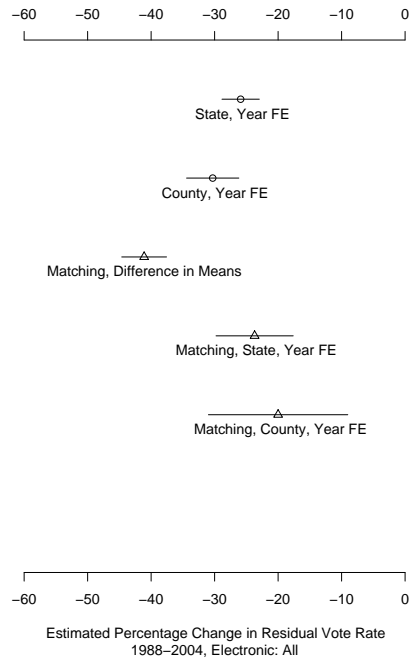 −60 −50 −40 −30 −20 −10 0
State, Year FE
County, Year FE
Matching, Difference in Means
Matching, State, Year FE
Matching, County, Year FE
−60 −50 −40 −30 −20 −10 0
Estimated Percentage Change in Residual Vote Rate
1988−2004, Electronic: All